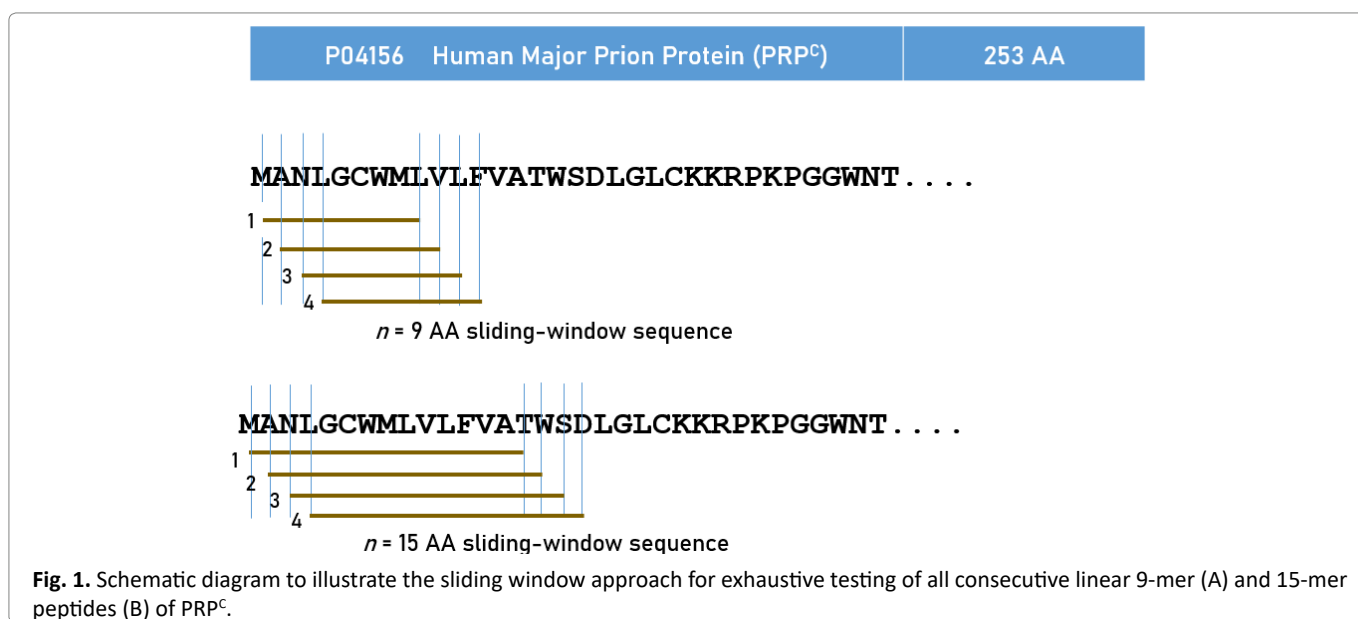 P04156 Human Major Prion Protein (PRPᶜ) 253 AA
MANLGCWMLVLFVATWSDLGLCKKRPKPGGWNT....
1
2
3
4
n = 9 AA sliding-window sequence
MANLGCWMLVLFVATWSDLGLCKKRPKPGGWNT....
1
2
3
4
n = 15 AA sliding-window sequence
Fig. 1. Schematic diagram to illustrate the sliding window approach for exhaustive testing of all consecutive linear 9-mer (A) and 15-mer
peptides (B) of PRPᶜ.